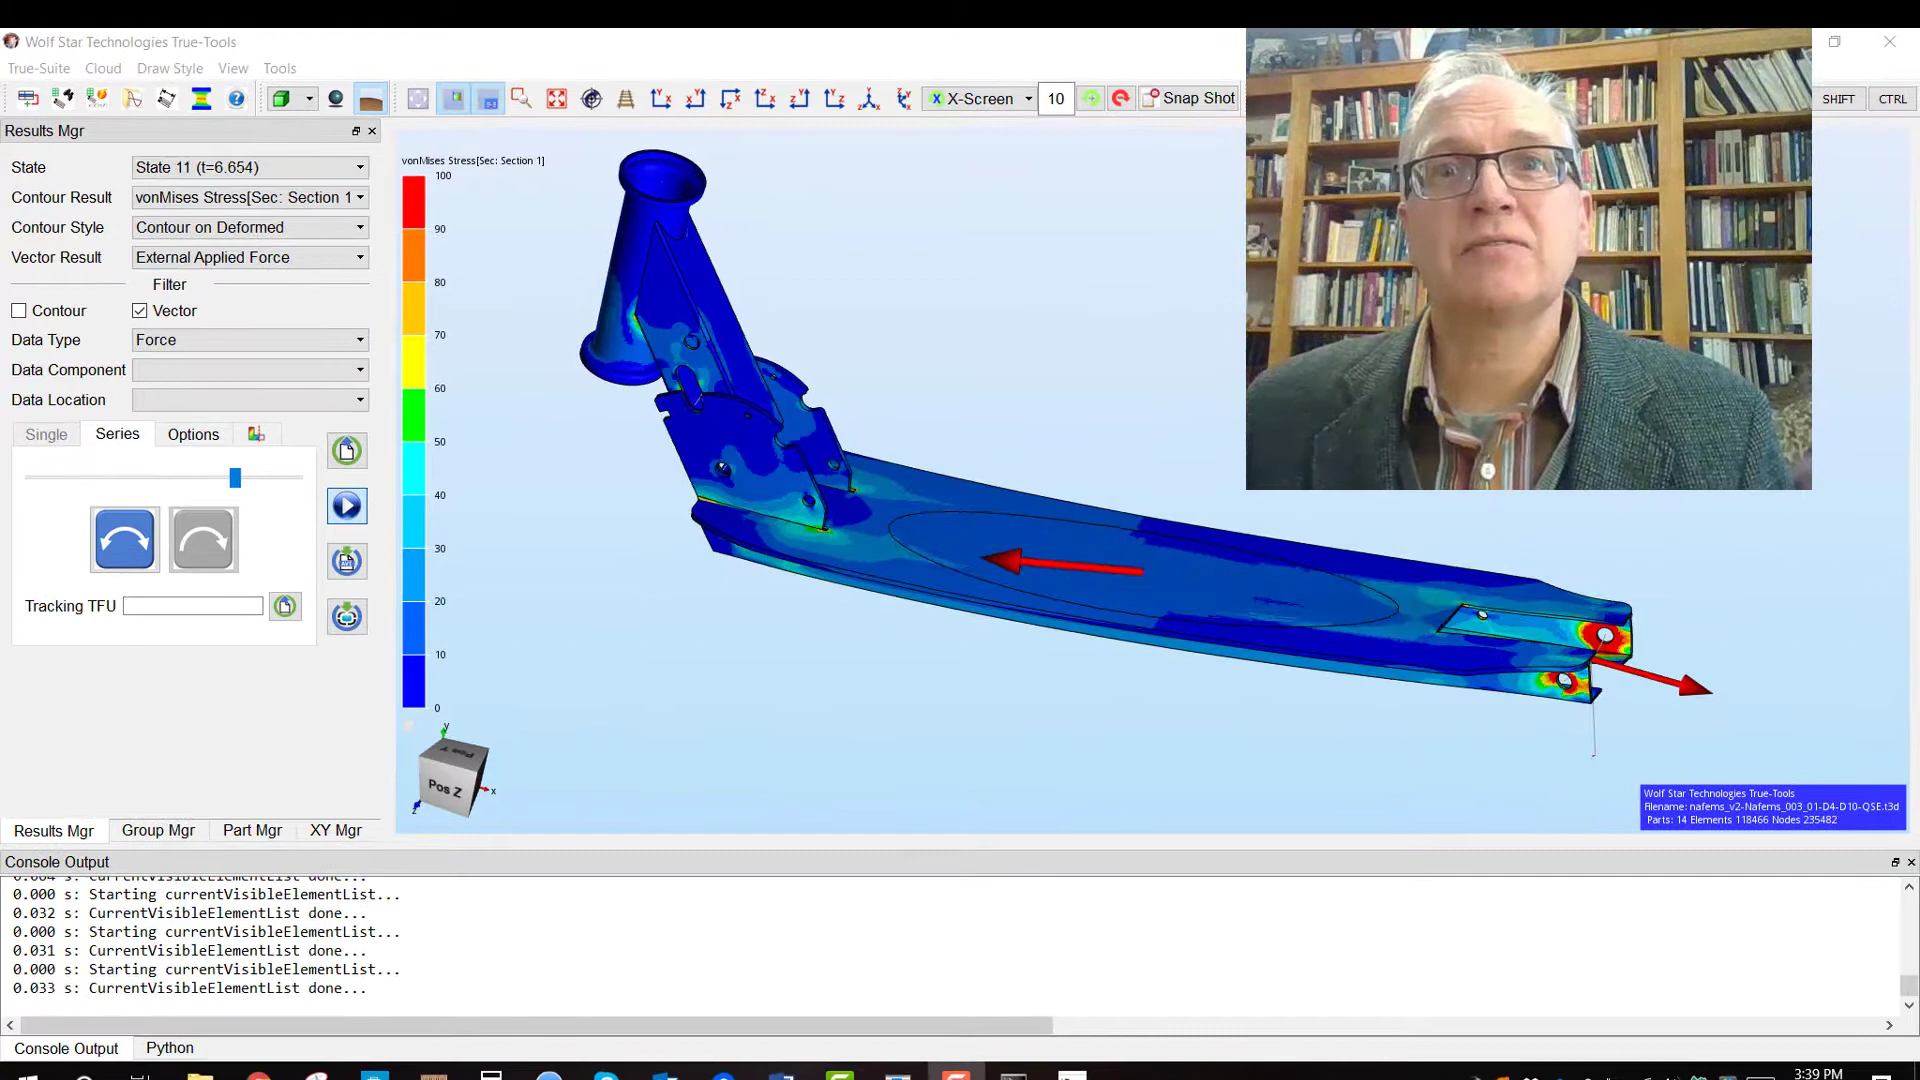 Wolf Star Technologies True-Tools
True-Suite Cloud Draw Style View Tools
X-Screen 10 Snap Shot SHIFT CTRL
Results Mgr
State State 11 (t=6.654)
Contour Result vonMises Stress[Sec: Section 1
Contour Style Contour on Deformed
Vector Result External Applied Force
Filter
Contour Vector
Data Type Force
Data Component
Data Location
Single Series Options
Tracking TFU
vonMises Stress[Sec: Section 1]
100
90
80
70
60
50
40
30
20
10
0
Pos Y
Pos Z
y
x
z
Wolf Star Technologies True-Tools
Filename: nafems_v2-Nafems_003_01-D4-D10-QSE.t3d
Parts: 14 Elements 118466 Nodes 235482
Results Mgr Group Mgr Part Mgr XY Mgr
Console Output
0.000 s: Starting currentVisibleElementList...
0.032 s: CurrentVisibleElementList done...
0.000 s: Starting currentVisibleElementList...
0.031 s: CurrentVisibleElementList done...
0.000 s: Starting currentVisibleElementList...
0.033 s: CurrentVisibleElementList done...
Console Output Python
3:39 PM